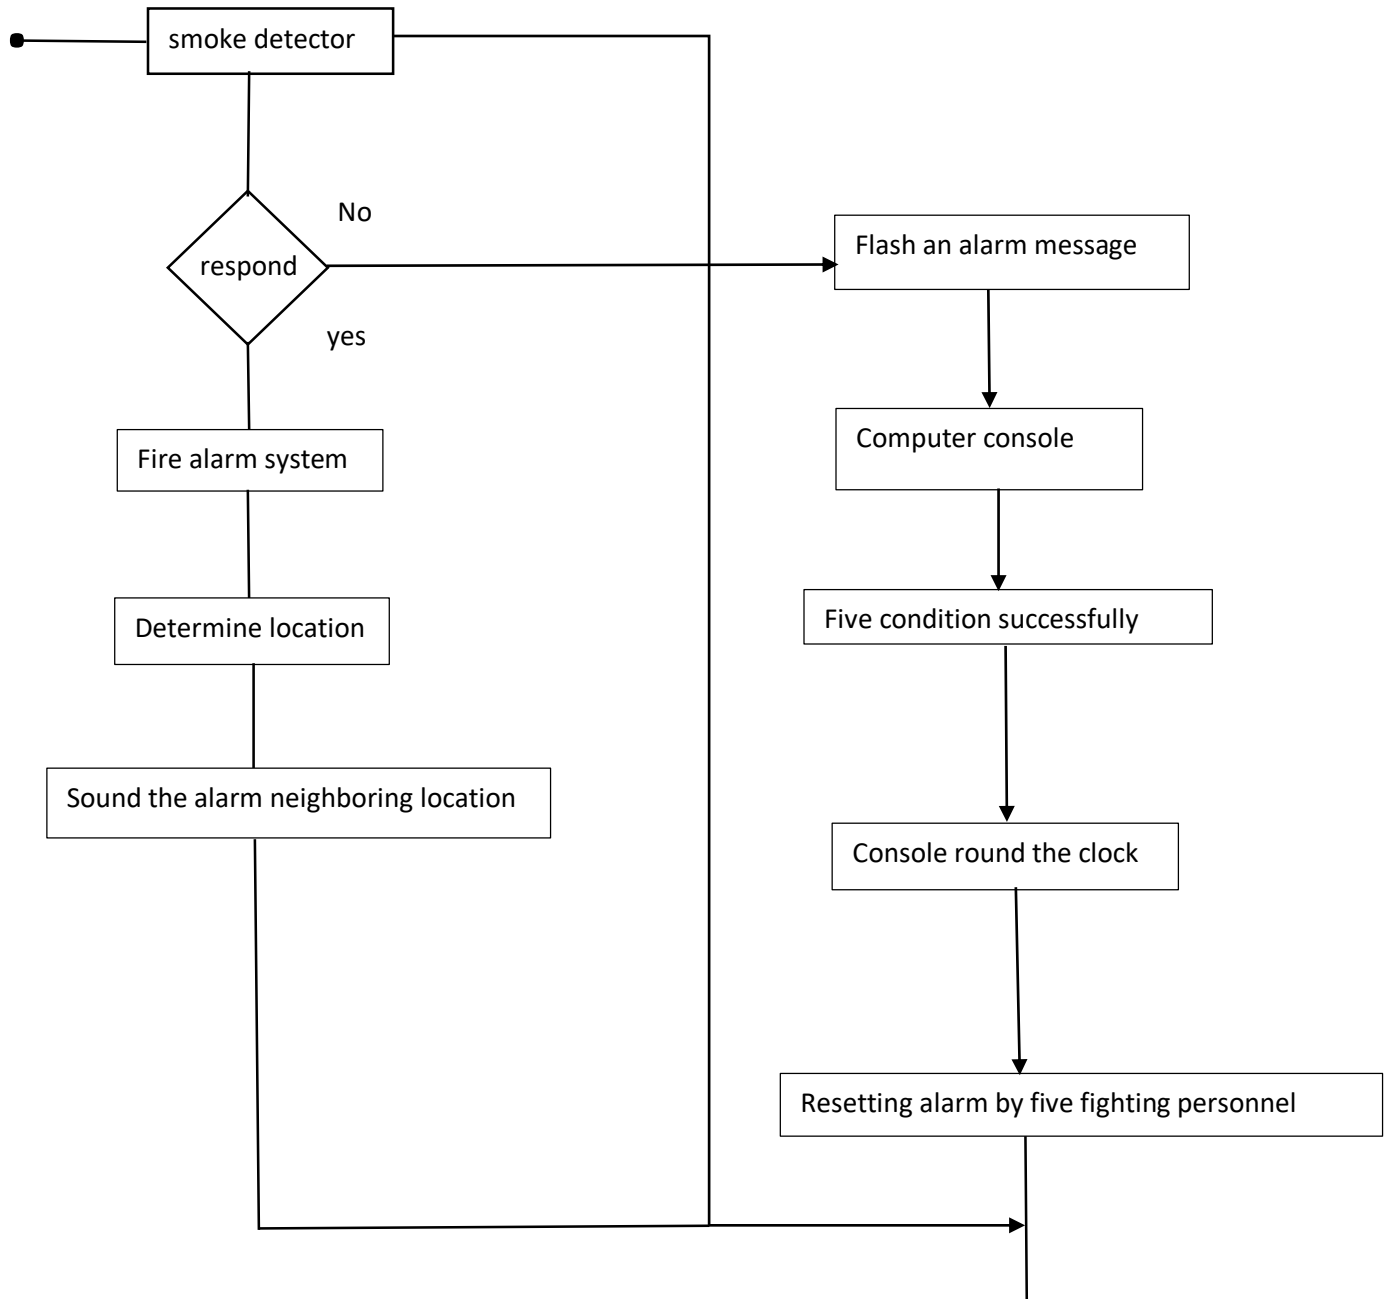 smoke detector
No
respond
yes
Flash an alarm message
Computer console
Fire alarm system
Five condition successfully
Determine location
Sound the alarm neighboring location
Console round the clock
Resetting alarm by five fighting personnel